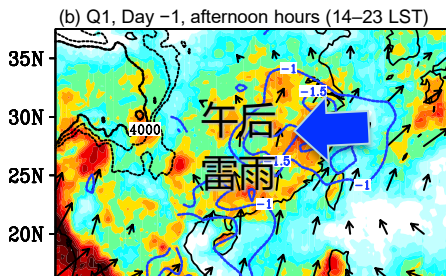 (b) Q1, Day −1, afternoon hours (14–23 LST)
35N
−1
−1.5
30N
4000
午后
雷雨
1.5
−1
25N
−1
20N